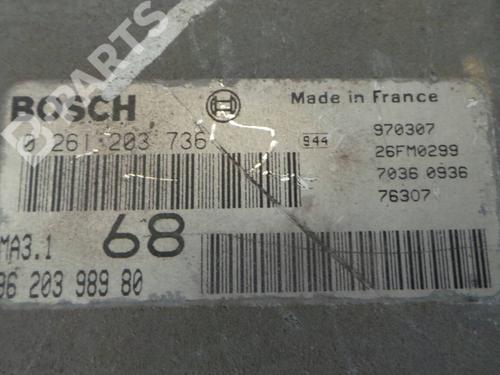 B-PARTS
BOSCH
Made in France
0 261 203 736
944
970307
26FM0299
7036 0936
76307
68
MA3.1
96 203 989 80